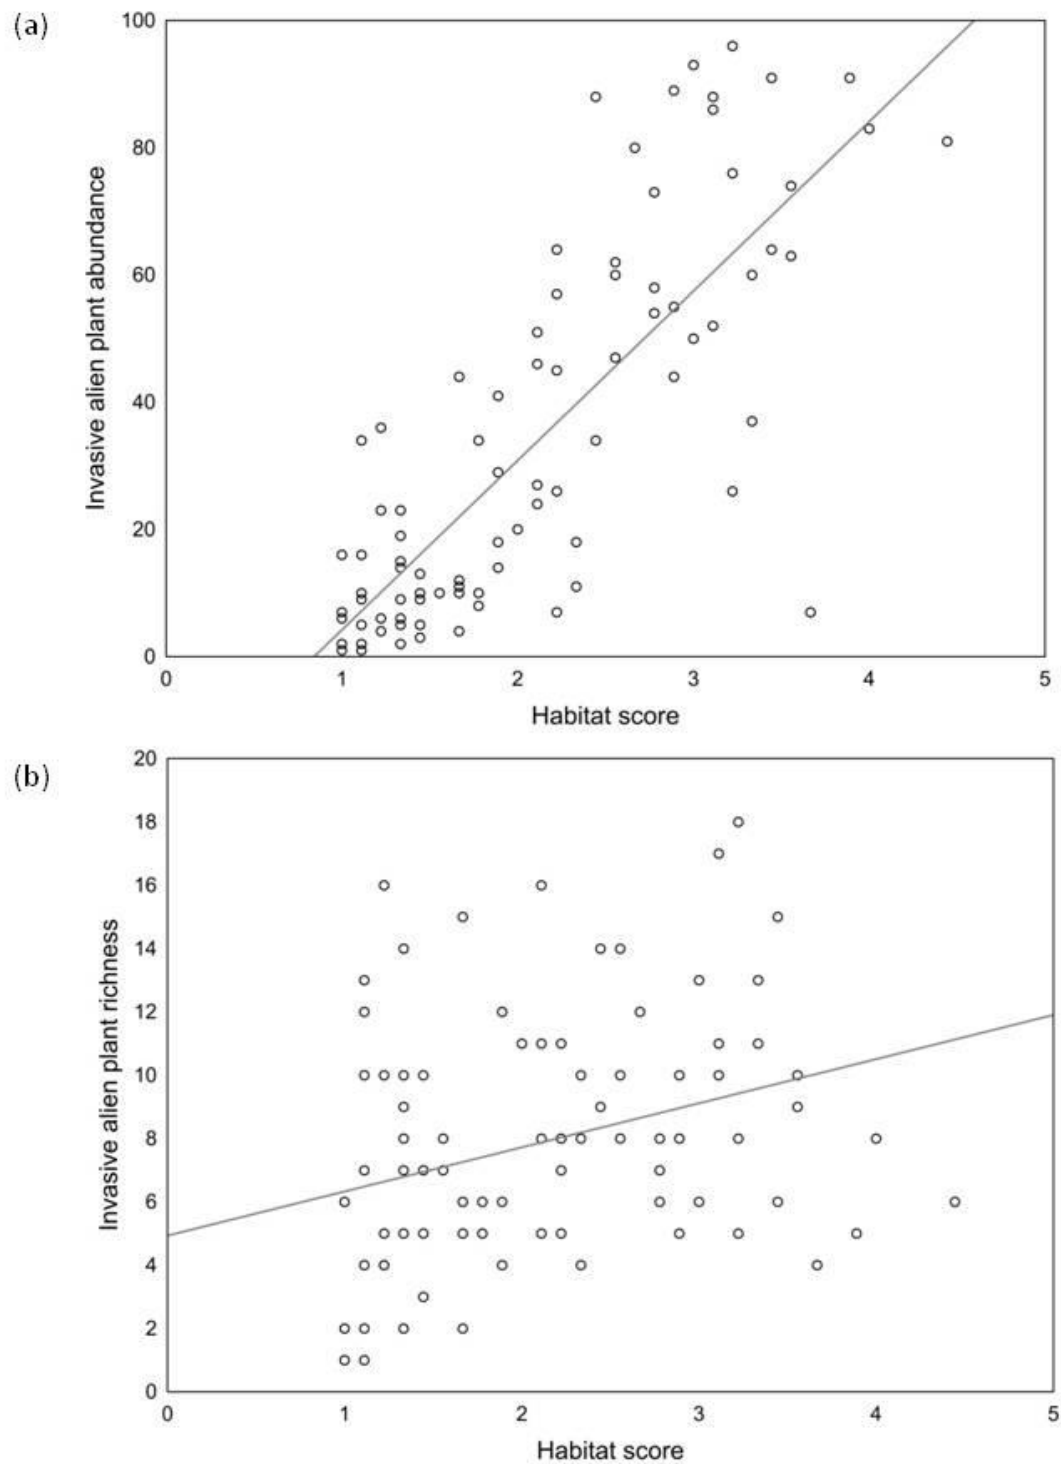 (a)
100
80
60
40
20
0
Invasive alien plant abundance
0 1 2 3 4 5
Habitat score
(b)
20
18
16
14
12
10
8
6
4
2
0
Invasive alien plant richness
0 1 2 3 4 5
Habitat score